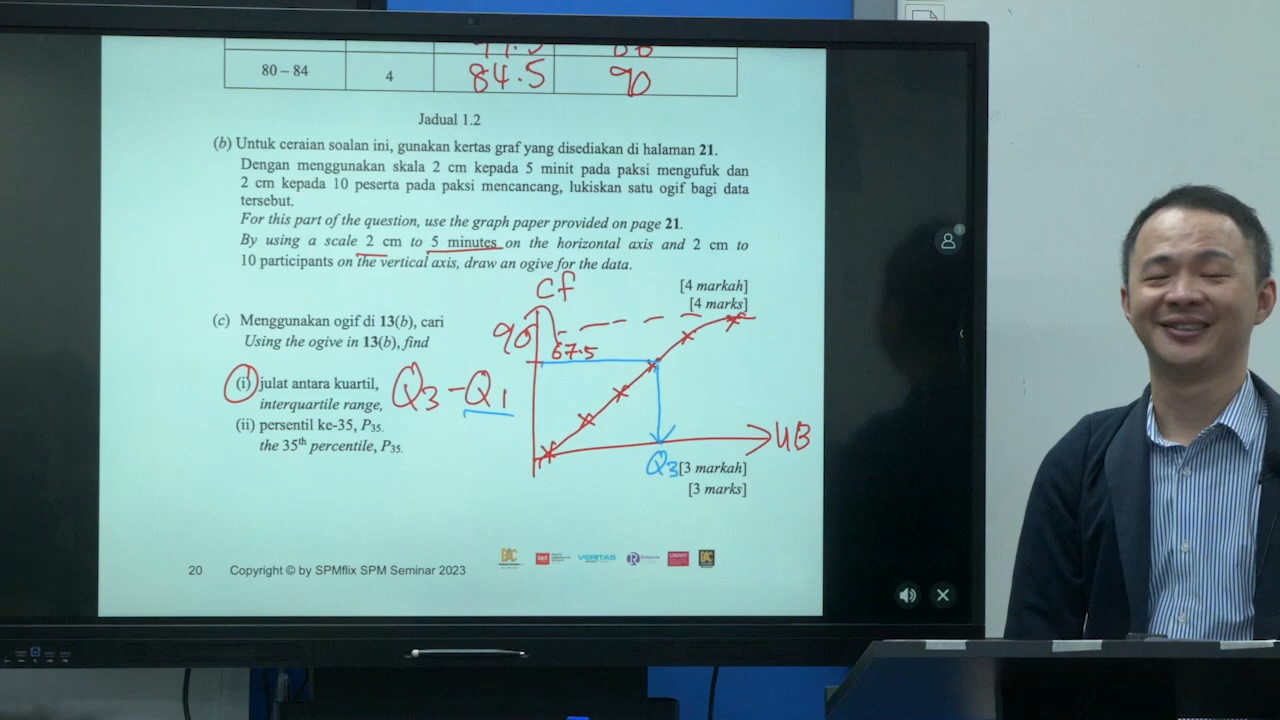 80 – 84 4 84.5 90
Jadual 1.2
(b) Untuk ceraian soalan ini, gunakan kertas graf yang disediakan di halaman 21.
Dengan menggunakan skala 2 cm kepada 5 minit pada paksi mengufuk dan
2 cm kepada 10 peserta pada paksi mencancang, lukiskan satu ogif bagi data
tersebut.
For this part of the question, use the graph paper provided on page 21.
By using a scale 2 cm to 5 minutes on the horizontal axis and 2 cm to
10 participants on the vertical axis, draw an ogive for the data.
[4 markah]
[4 marks]
cf
90
67.5
UB
Q3
(c) Menggunakan ogif di 13(b), cari
Using the ogive in 13(b), find
(i) julat antara kuartil,
interquartile range,
Q3 – Q1
(ii) persentil ke-35, P35.
the 35th percentile, P35.
[3 markah]
[3 marks]
20 Copyright © by SPMflix SPM Seminar 2023
BAC VERITAS